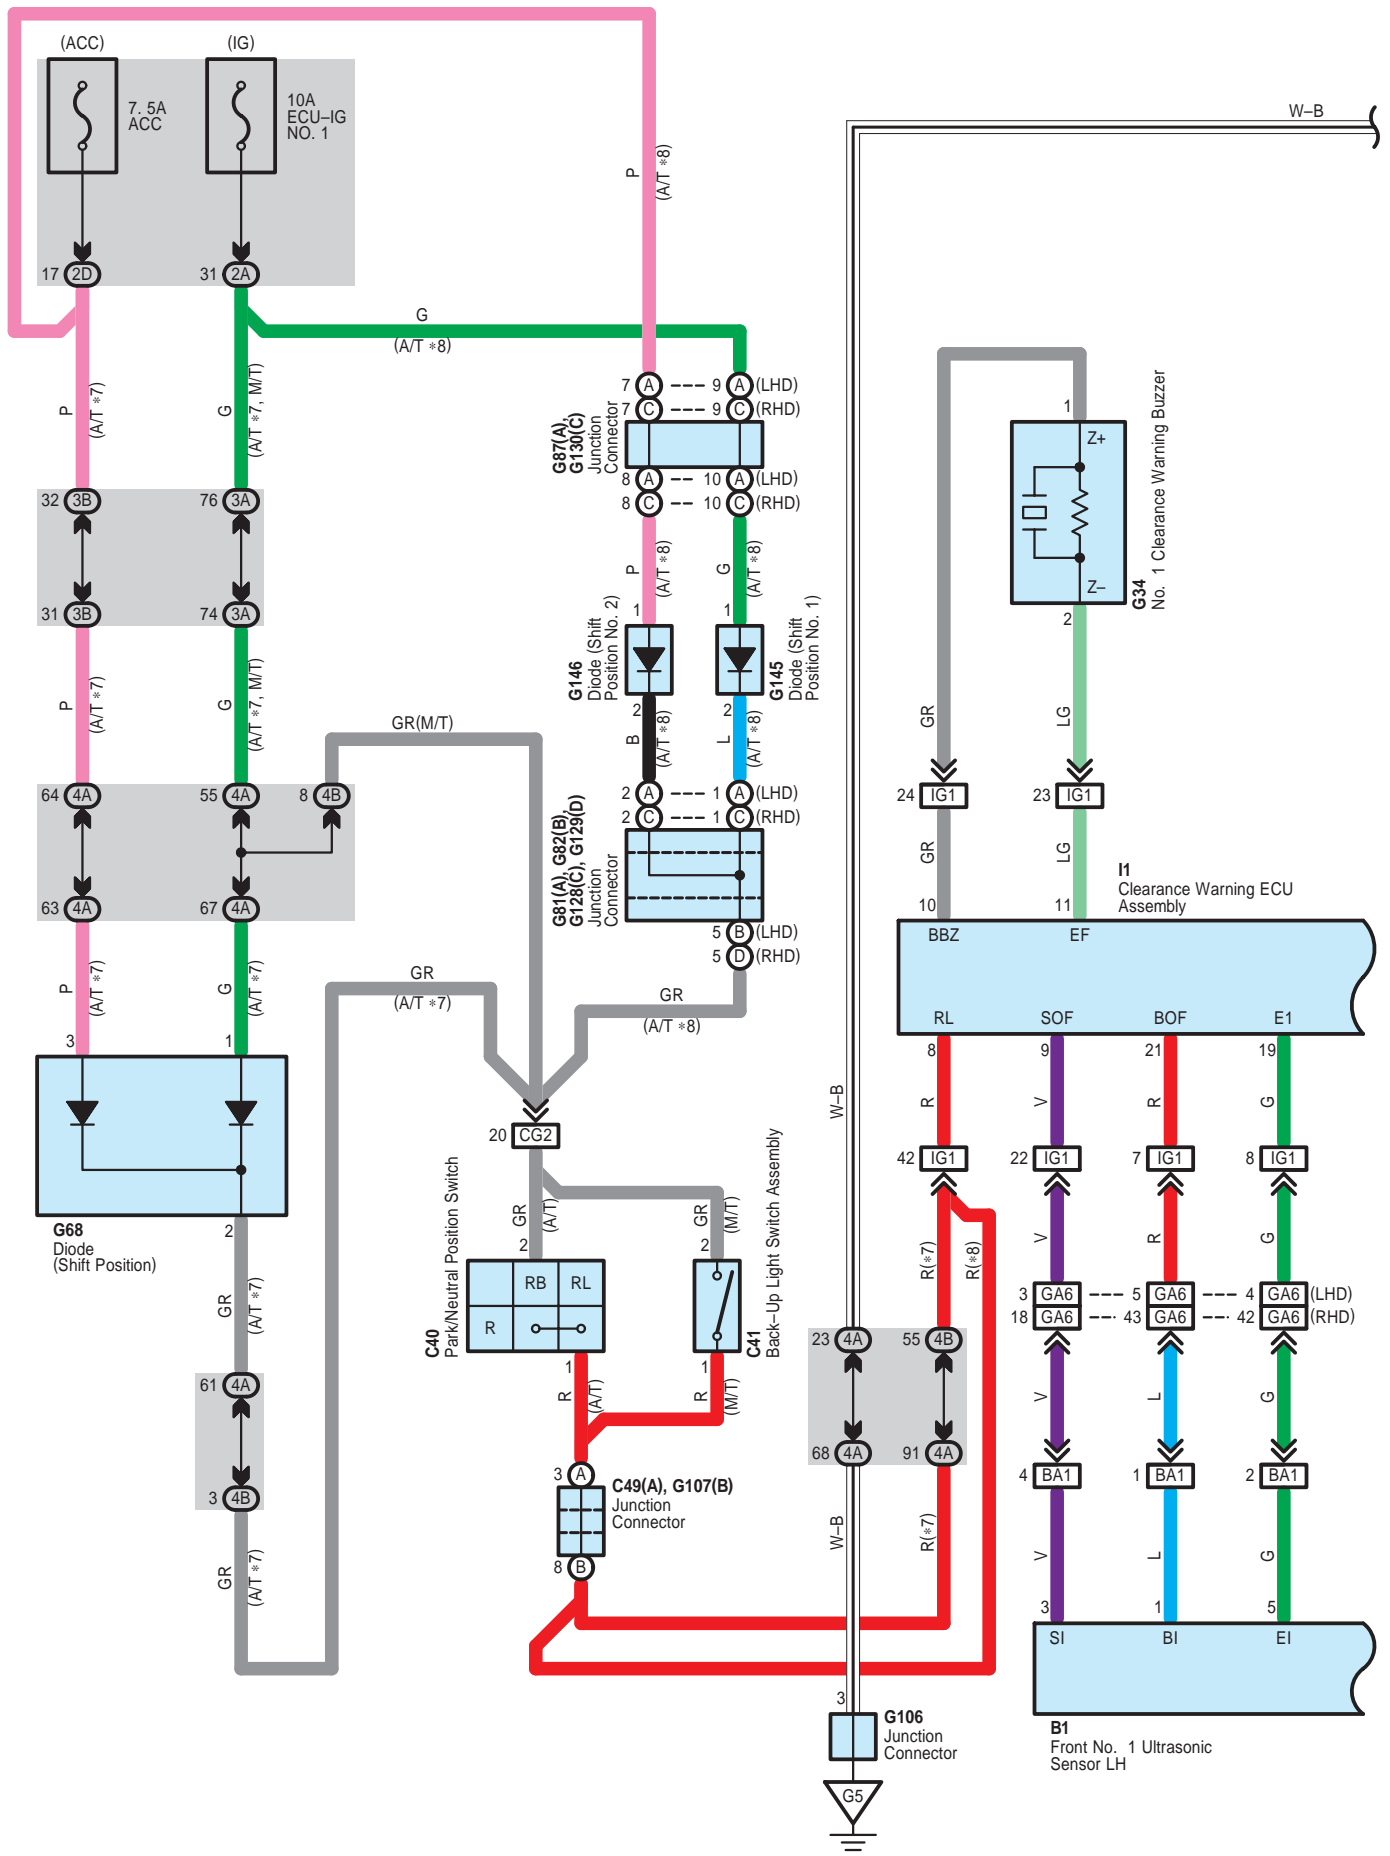 (ACC)
(IG)
7. 5A
ACC
10A
ECU–IG
NO. 1
17 2D
31 2A
P
(A/T *8)
W–B
G
(A/T *8)
P
(A/T *7)
G
(A/T *7, M/T)
7 A 9 A (LHD)
7 C 9 C (RHD)
G87(A),
G130(C)
Junction
Connector
8 A 10 A (LHD)
8 C 10 C (RHD)
32 3B
76 3A
31 3B
74 3A
P
(A/T *8)
G
(A/T *8)
1
1
G146
Diode (Shift
Position No. 2)
G145
Diode (Shift
Position No. 1)
2
2
B
(A/T *8)
L
(A/T *8)
1
Z+
Z–
2
G34
No. 1 Clearance Warning Buzzer
P
(A/T *7)
G
(A/T *7, M/T)
GR(M/T)
64 4A
55 4A
8 4B
63 4A
67 4A
2 A 1 A (LHD)
2 C 1 C (RHD)
G81(A), G82(B),
G128(C), G129(D)
Junction
Connector
5 B (LHD)
5 D (RHD)
GR
LG
24 IG1
23 IG1
GR
LG
10
11
I1
Clearance Warning ECU
Assembly
BBZ
EF
RL
SOF
BOF
E1
8
9
21
19
P
(A/T *7)
G
(A/T *7)
GR
(A/T *7)
GR
(A/T *8)
3
1
G68
Diode
(Shift Position)
2
20 CG2
W–B
R
V
R
G
42 IG1
22 IG1
7 IG1
8 IG1
GR
(A/T)
GR
(M/T)
2
2
C40
Park/Neutral Position Switch
RB
RL
R
1
C41
Back–Up Light Switch Assembly
1
R(*7)
R(*8)
V
R
G
3 GA6 5 GA6 4 GA6 (LHD)
18 GA6 43 GA6 42 GA6 (RHD)
GR
(A/T *7)
61 4A
3 4B
GR
(A/T *7)
R
(A/T)
R
(M/T)
3 A
C49(A), G107(B)
Junction
Connector
8 B
23 4A
55 4B
68 4A
91 4A
W–B
R(*7)
V
L
G
4 BA1
1 BA1
2 BA1
V
L
G
3
1
5
SI
BI
EI
B1
Front No. 1 Ultrasonic
Sensor LH
3
G106
Junction
Connector
G5